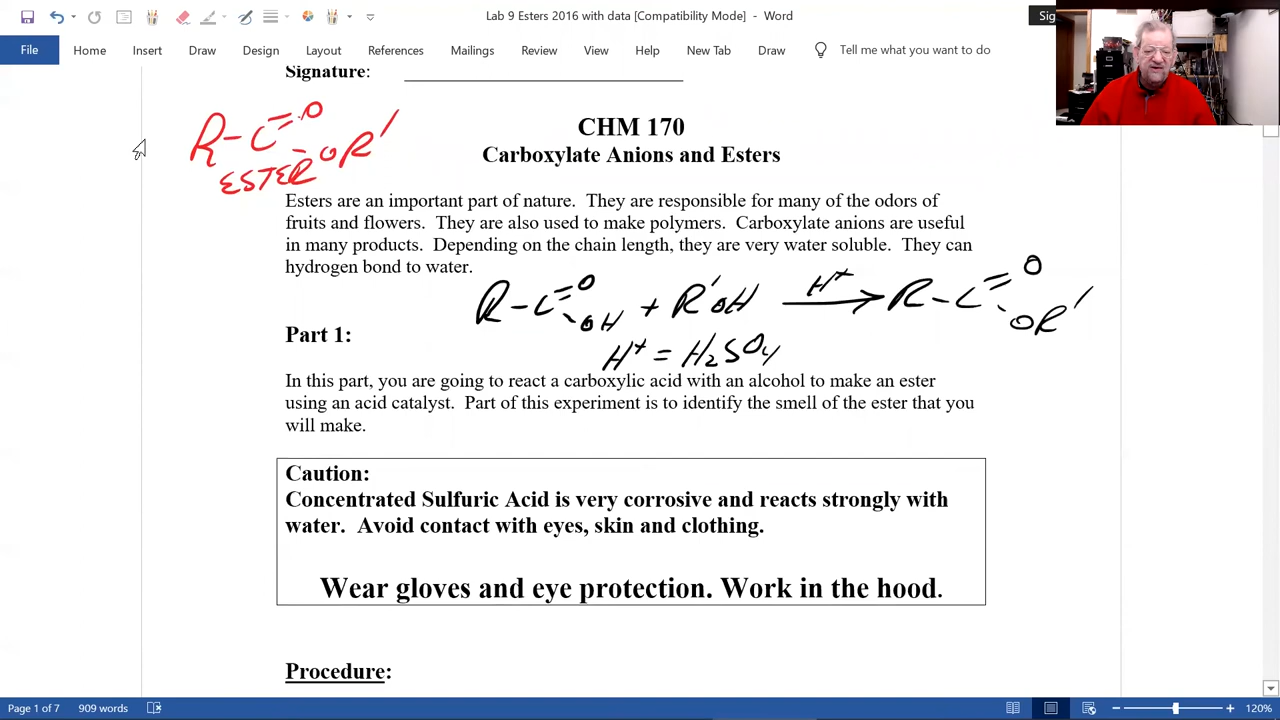 Lab 9 Esters 2016 with data [Compatibility Mode] - Word
Sig
File Home Insert Draw Design Layout References Mailings Review View Help New Tab Draw Tell me what you want to do
Signature: ____________________
R-C=O
-OR'
ESTER
CHM 170
Carboxylate Anions and Esters
Esters are an important part of nature. They are responsible for many of the odors of
fruits and flowers. They are also used to make polymers. Carboxylate anions are useful
in many products. Depending on the chain length, they are very water soluble. They can
hydrogen bond to water.
R-C=O -OH + R'OH H+ → R-C=O -OR'
Part 1:
H+ = H2SO4
In this part, you are going to react a carboxylic acid with an alcohol to make an ester
using an acid catalyst. Part of this experiment is to identify the smell of the ester that you
will make.
Caution:
Concentrated Sulfuric Acid is very corrosive and reacts strongly with
water. Avoid contact with eyes, skin and clothing.
Wear gloves and eye protection. Work in the hood.
Procedure:
Page 1 of 7 909 words 120%